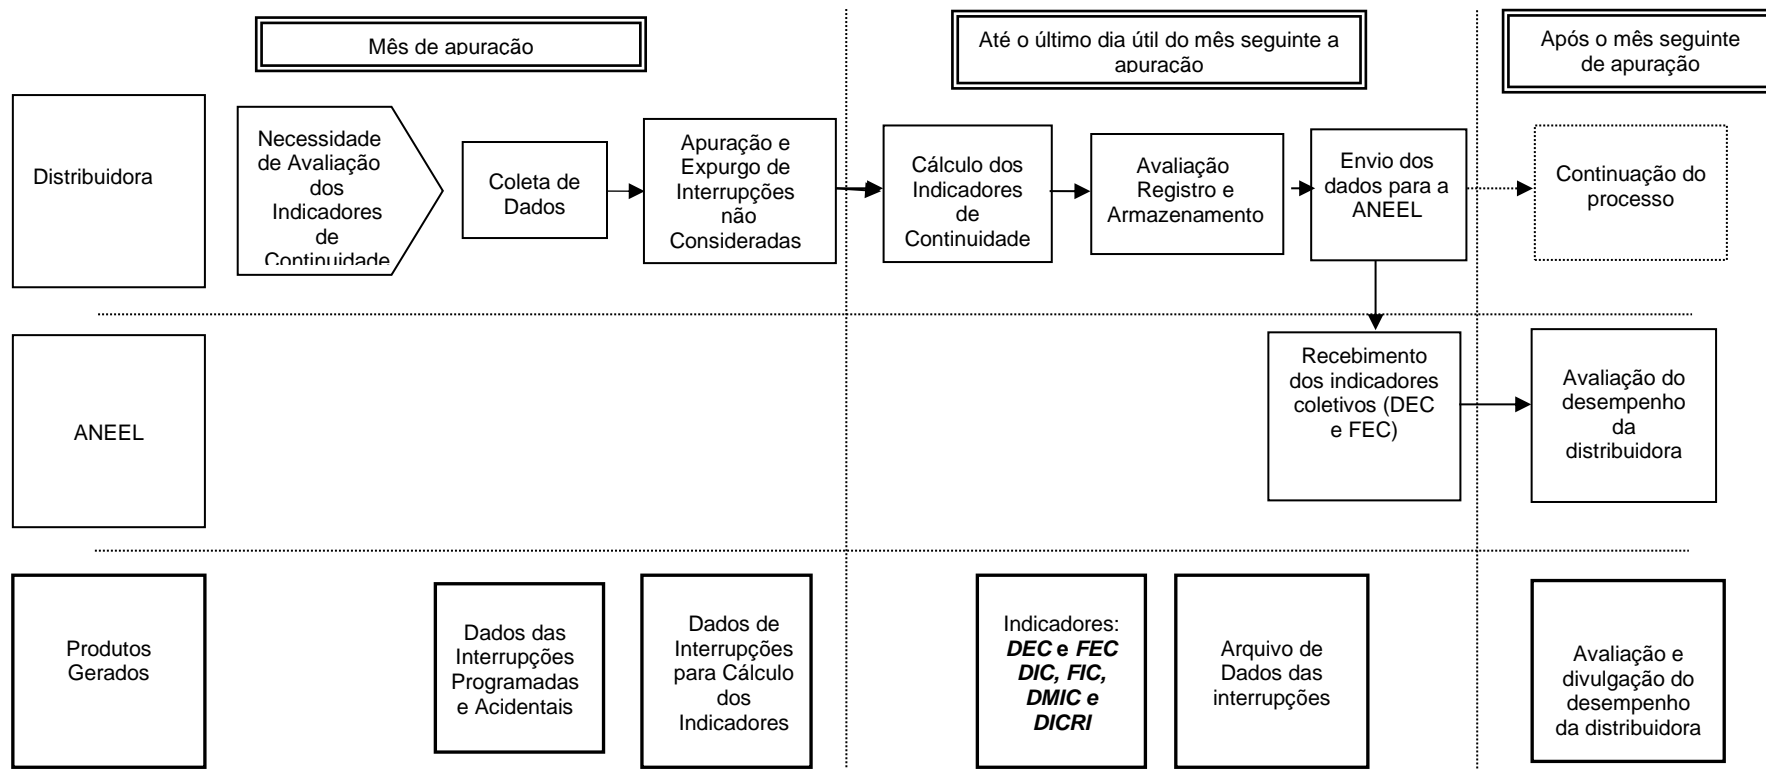 Mês de apuração
Até o último dia útil do mês seguinte a
apuração
Após o mês seguinte
de apuração
Distribuidora
Necessidade
de Avaliação
dos
Indicadores
de
Continuidade
Coleta de
Dados
Apuração e
Expurgo de
Interrupções
não
Consideradas
Cálculo dos
Indicadores
de
Continuidade
Avaliação
Registro e
Armazenamento
Envio dos
dados para a
ANEEL
Continuação do
processo
ANEEL
Recebimento
dos indicadores
coletivos (DEC
e FEC)
Avaliação do
desempenho
da
distribuidora
Produtos
Gerados
Dados das
Interrupções
Programadas
e Acidentais
Dados de
Interrupções
para Cálculo
dos
Indicadores
Indicadores:
DEC e FEC
DIC, FIC,
DMIC e
DICRI
Arquivo de
Dados das
interrupções
Avaliação e
divulgação do
desempenho
da distribuidora